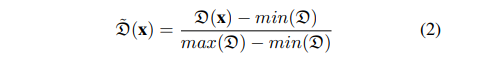 𝔇̃(𝐱) = (𝔇(𝐱) − min(𝔇)) / (max(𝔇) − min(𝔇)) (2)